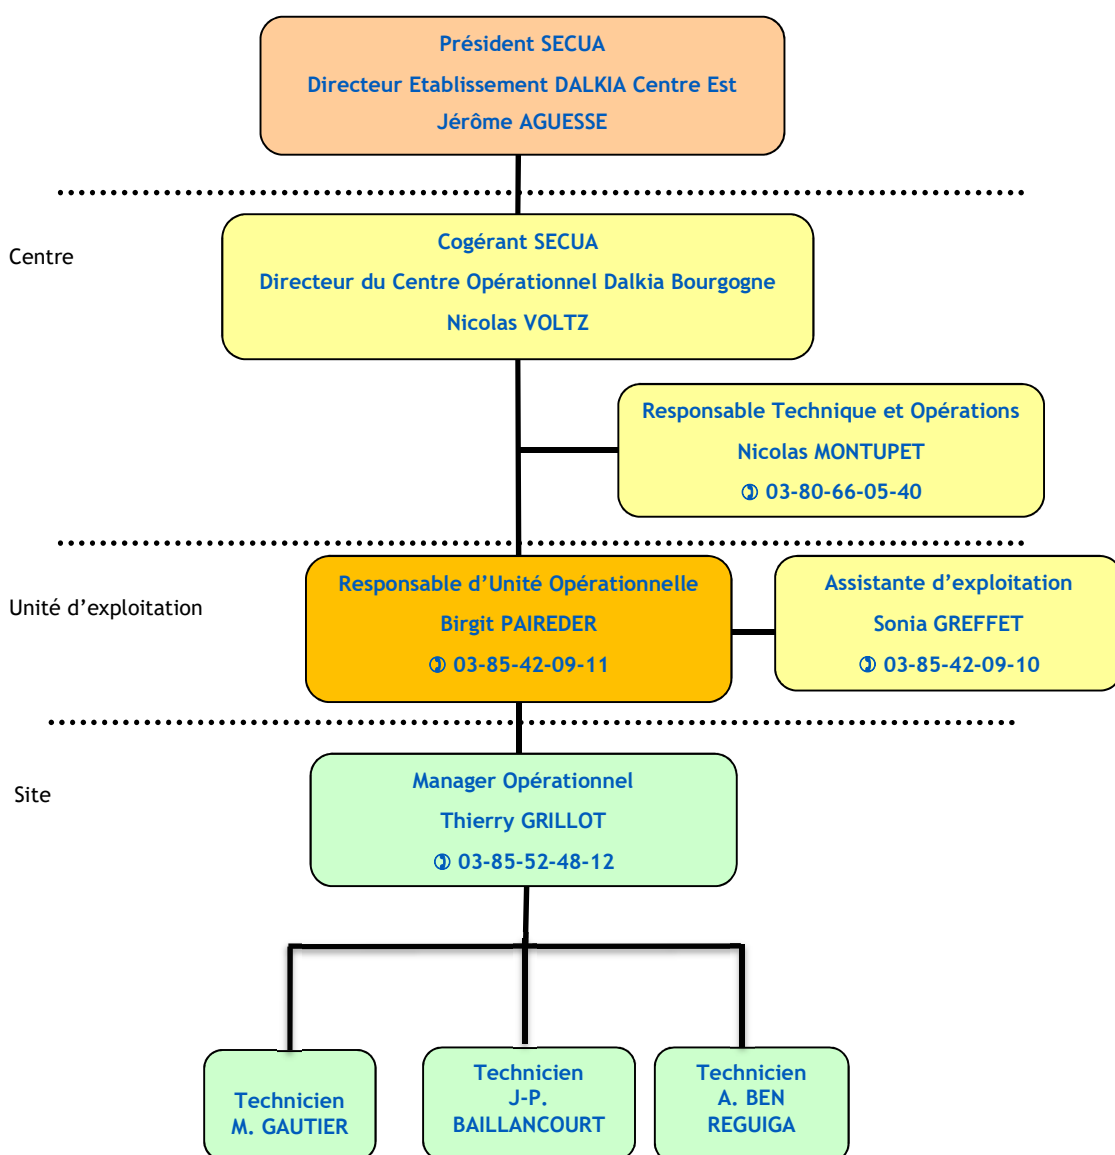 Président SECUA
Directeur Etablissement DALKIA Centre Est
Jérôme AGUESSE
Centre
Cogérant SECUA
Directeur du Centre Opérationnel Dalkia Bourgogne
Nicolas VOLTZ
Responsable Technique et Opérations
Nicolas MONTUPET
03-80-66-05-40
Unité d’exploitation
Responsable d’Unité Opérationnelle
Birgit PAIREDER
03-85-42-09-11
Assistante d’exploitation
Sonia GREFFET
03-85-42-09-10
Site
Manager Opérationnel
Thierry GRILLOT
03-85-52-48-12
Technicien
M. GAUTIER
Technicien
J-P.
BAILLANCOURT
Technicien
A. BEN
REGUIGA